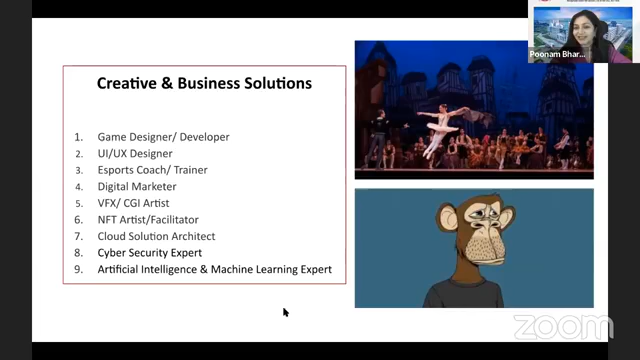 Creative & Business Solutions
1. Game Designer/ Developer
2. UI/UX Designer
3. Esports Coach/ Trainer
4. Digital Marketer
5. VFX/ CGI Artist
6. NFT Artist/Facilitator
7. Cloud Solution Architect
8. Cyber Security Expert
9. Artificial Intelligence & Machine Learning Expert
Poonam Bhar...
zoom